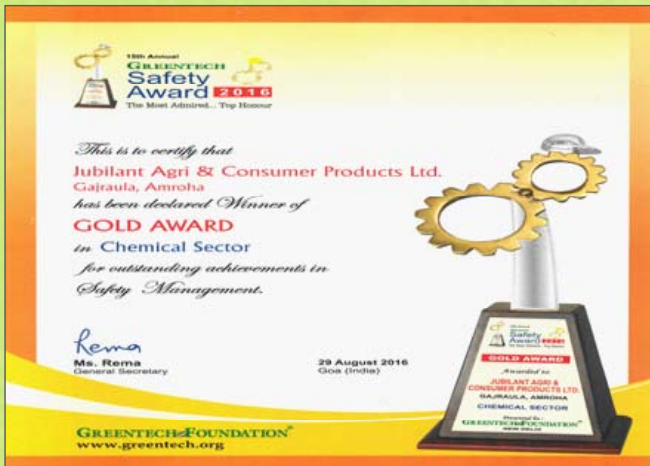 15th Annual
GREENTECH
Safety
Award 2016
The Most Admired... Top Honour
This is to certify that
Jubilant Agri & Consumer Products Ltd.
Gajraula, Amroha
has been declared Winner of
GOLD AWARD
in Chemical Sector
for outstanding achievements in
Safety Management.
Rema
Ms. Rema
General Secretary
29 August 2016
Goa (India)
GREENTECH FOUNDATION®
www.greentech.org
Safety
Award
GOLD AWARD
Awarded to
JUBILANT AGRI &
CONSUMER PRODUCTS LTD.
GAJRAULA, AMROHA
CHEMICAL SECTOR
Presented by :
GREENTECH FOUNDATION®
NEW DELHI